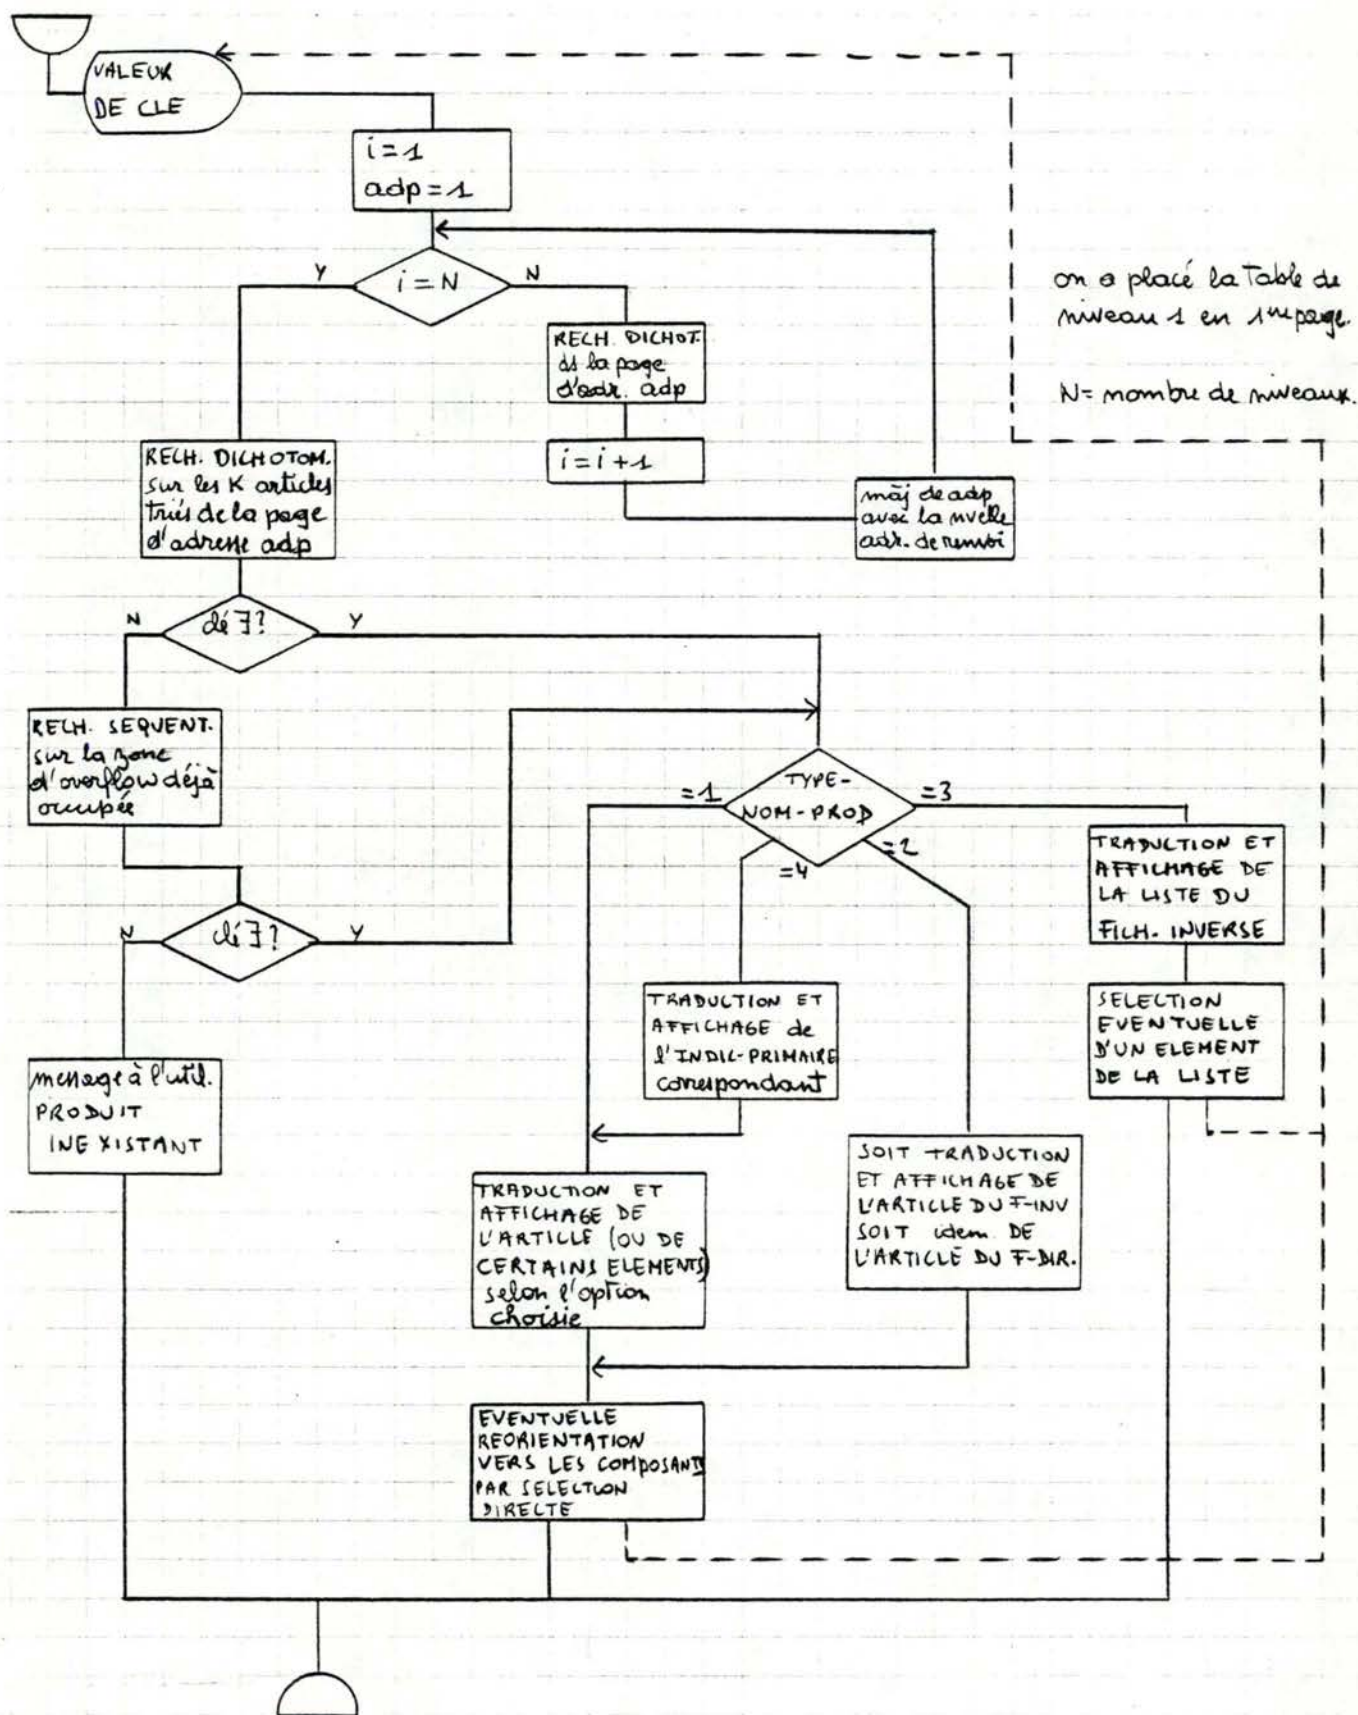 VALEUR
DE CLE
i = 1
adp = 1
Y
i = N
N
on a placé la Table de
niveau 1 en 1ère page.
N = nombre de niveaux.
RECH. DICHOT.
ds la page
d'adr. adp
i = i + 1
màj de adp
avec la nvelle
adr. de renvoi
RECH. DICHOTOM.
sur les K articles
triés de la page
d'adresse adp
N
clé ∃?
Y
RECH. SEQUENT.
sur la zone
d'overflow déjà
occupée
=1
TYPE-
NOM-PROD
=3
=4
=2
TRADUCTION ET
AFFICHAGE DE
LA LISTE DU
FICH. INVERSE
N
clé ∃?
Y
TRADUCTION ET
AFFICHAGE de
l'INDIC-PRIMAIRE
correspondant
SELECTION
EVENTUELLE
D'UN ELEMENT
DE LA LISTE
message à l'util.
PRODUIT
INEXISTANT
SOIT TRADUCTION
ET AFFICHAGE DE
L'ARTICLE DU F-INV
SOIT idem DE
L'ARTICLE DU F-DIR.
TRADUCTION ET
AFFICHAGE DE
L'ARTICLE (OU DE
CERTAINS ELEMENTS)
selon l'option
choisie
EVENTUELLE
REORIENTATION
VERS LES COMPOSANTS
PAR SELECTION
DIRECTE